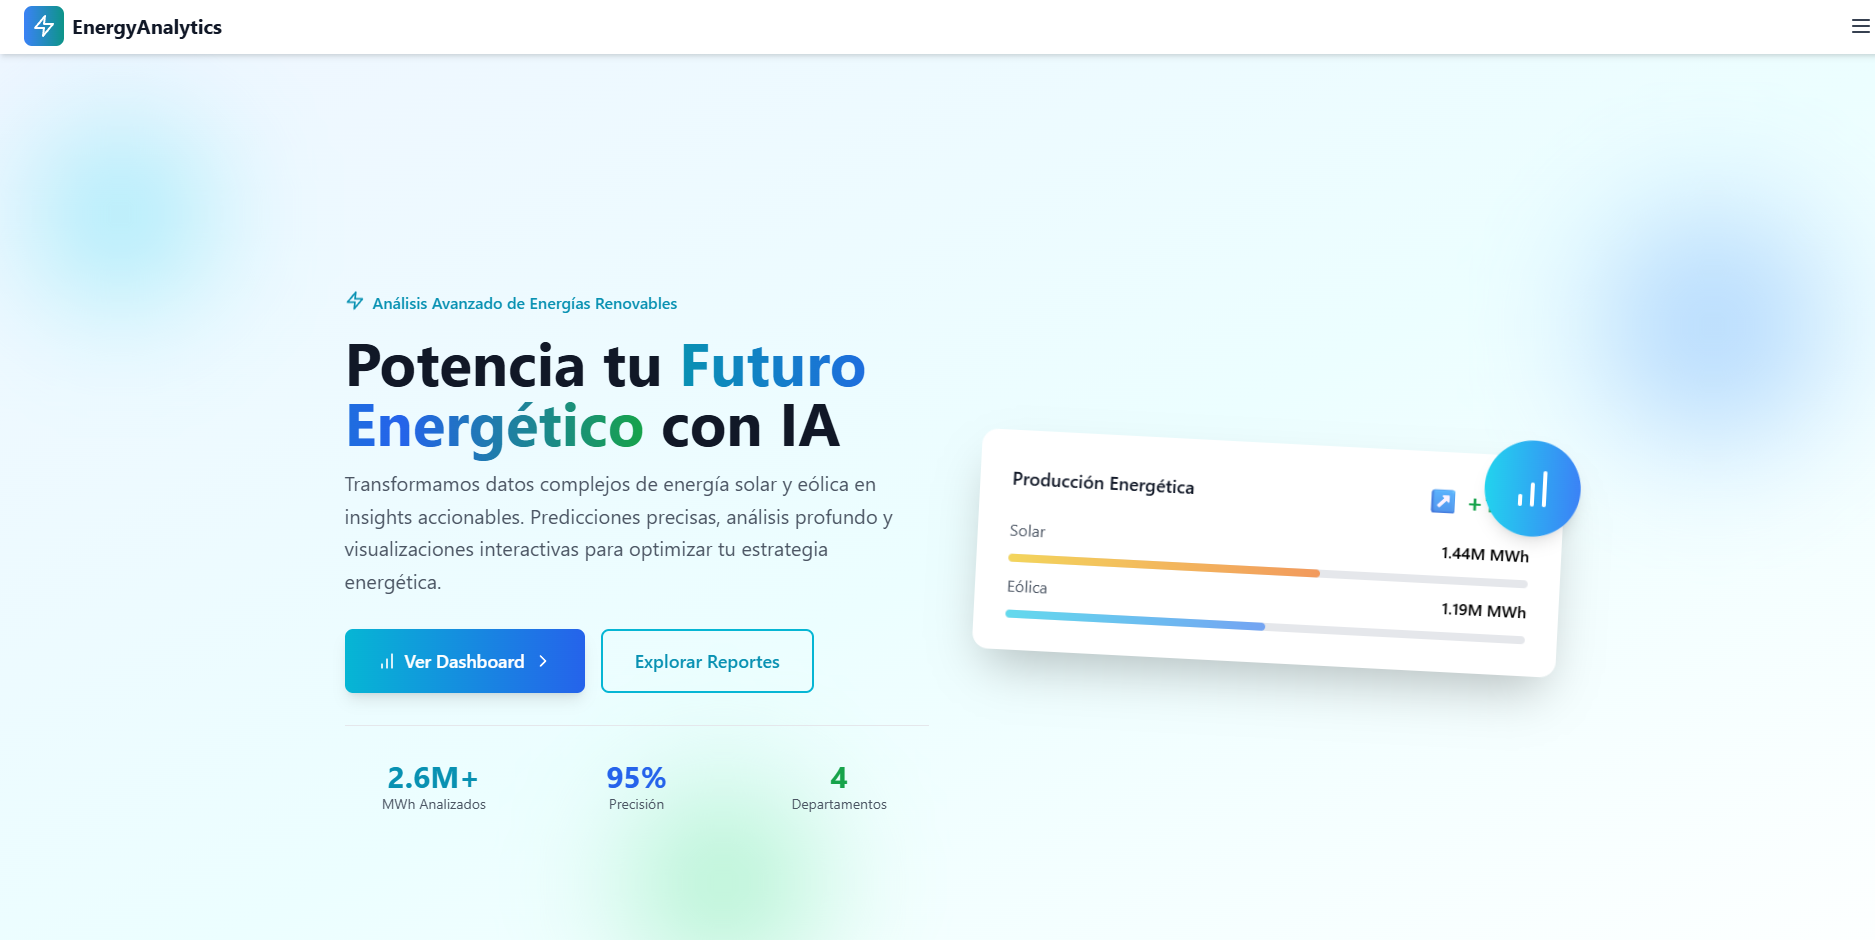 EnergyAnalytics
Análisis Avanzado de Energías Renovables
Potencia tu Futuro
Energético con IA
Transformamos datos complejos de energía solar y eólica en
insights accionables. Predicciones precisas, análisis profundo y
visualizaciones interactivas para optimizar tu estrategia
energética.
Ver Dashboard
Explorar Reportes
2.6M+
MWh Analizados
95%
Precisión
4
Departamentos
Producción Energética
+
Solar
1.44M MWh
Eólica
1.19M MWh